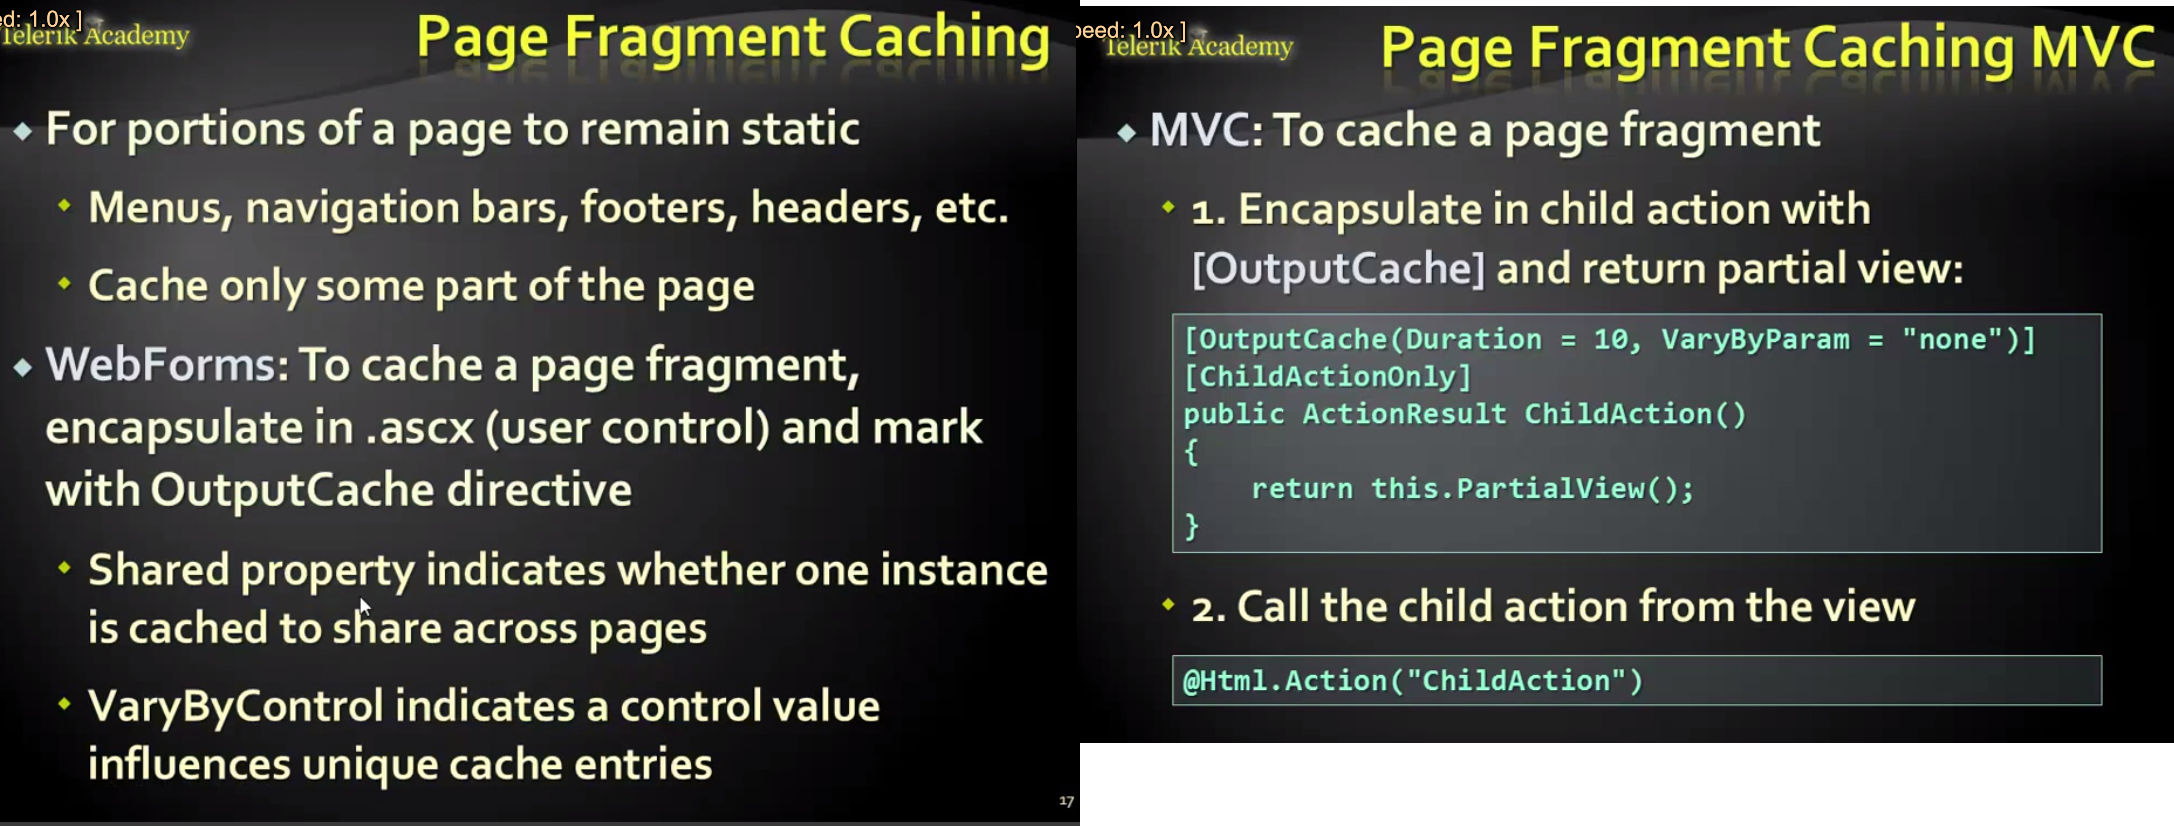 ed: 1.0x ]
Telerik Academy
Page Fragment Caching
For portions of a page to remain static
Menus, navigation bars, footers, headers, etc.
Cache only some part of the page
WebForms: To cache a page fragment,
encapsulate in .ascx (user control) and mark
with OutputCache directive
Shared property indicates whether one instance
is cached to share across pages
VaryByControl indicates a control value
influences unique cache entries
17
peed: 1.0x ]
Telerik Academy
Page Fragment Caching MVC
MVC: To cache a page fragment
1. Encapsulate in child action with
[OutputCache] and return partial view:
[OutputCache(Duration = 10, VaryByParam = "none")]
[ChildActionOnly]
public ActionResult ChildAction()
{
return this.PartialView();
}
2. Call the child action from the view
@Html.Action("ChildAction")